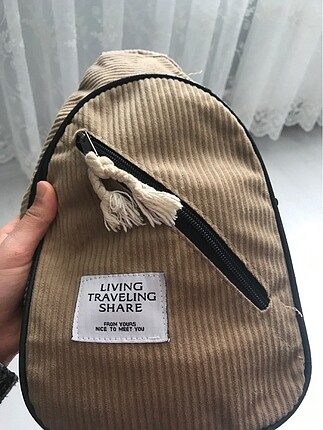 LIVING
TRAVELING
SHARE
FROM YOURS
NICE TO MEET YOU